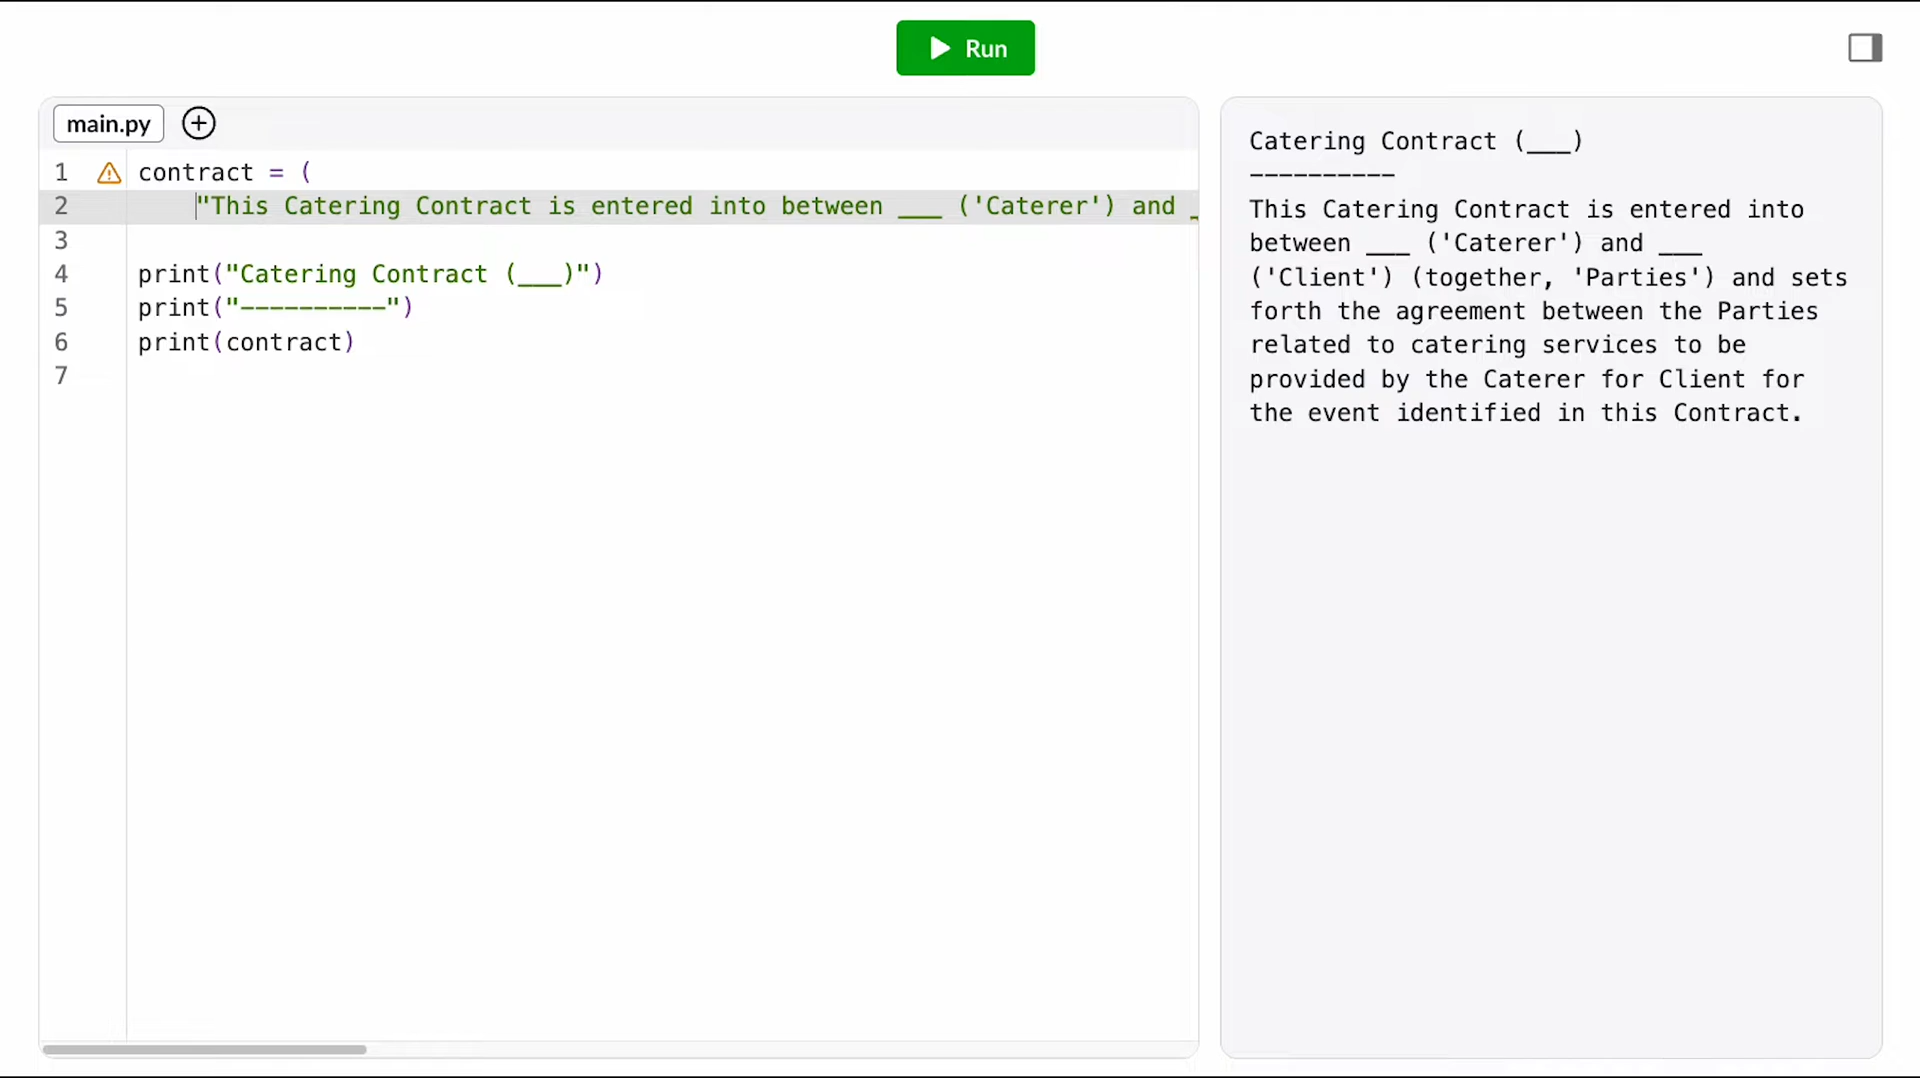 Run
main.py
1 contract = (
2 "This Catering Contract is entered into between ___ ('Caterer') and _
3
4 print("Catering Contract (___)")
5 print("----------")
6 print(contract)
7
Catering Contract (___)
----------
This Catering Contract is entered into
between ___ ('Caterer') and ___
('Client') (together, 'Parties') and sets
forth the agreement between the Parties
related to catering services to be
provided by the Caterer for Client for
the event identified in this Contract.